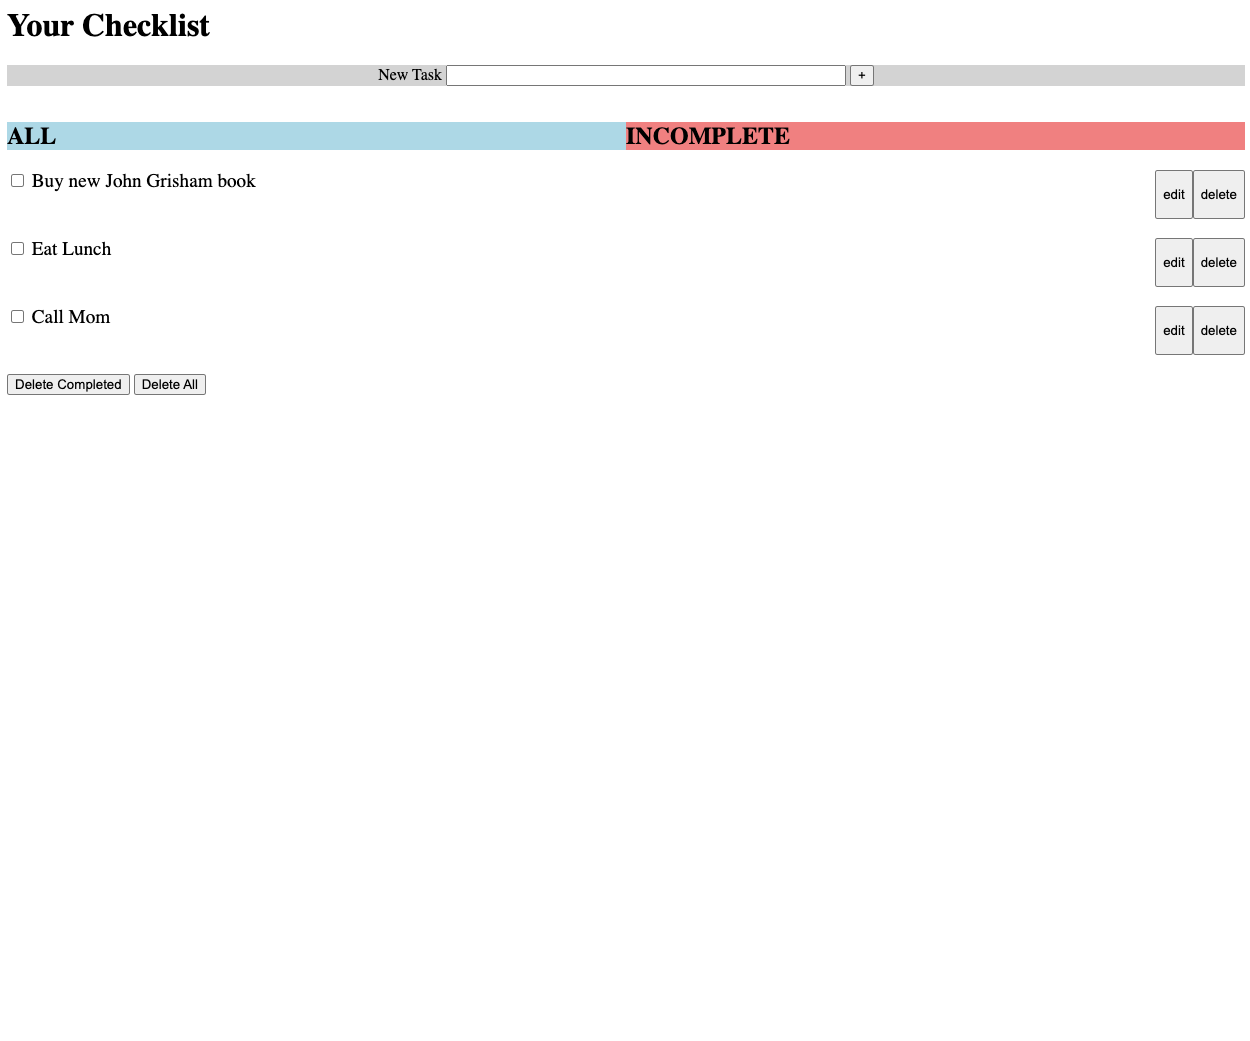 Your Checklist
New Task +
ALL INCOMPLETE
Buy new John Grisham book edit delete
Eat Lunch edit delete
Call Mom edit delete
Delete Completed Delete All